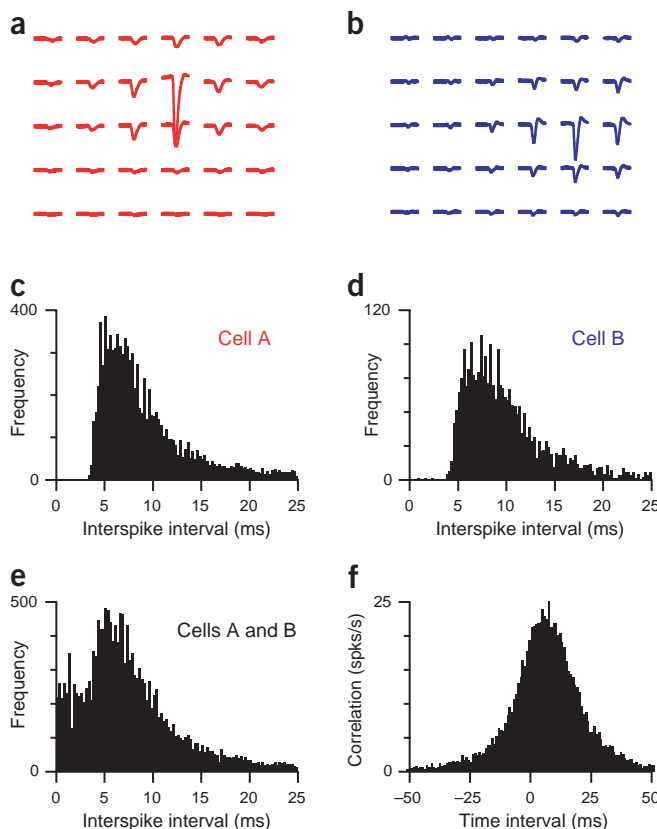 a
b
c
400
Cell A
Frequency
0
0 5 10 15 20 25
Interspike interval (ms)
d
120
Cell B
Frequency
0
0 5 10 15 20 25
Interspike interval (ms)
e
500
Cells A and B
Frequency
0
0 5 10 15 20 25
Interspike interval (ms)
f
25
Correlation (spks/s)
0
–50 –25 0 25 50
Time interval (ms)